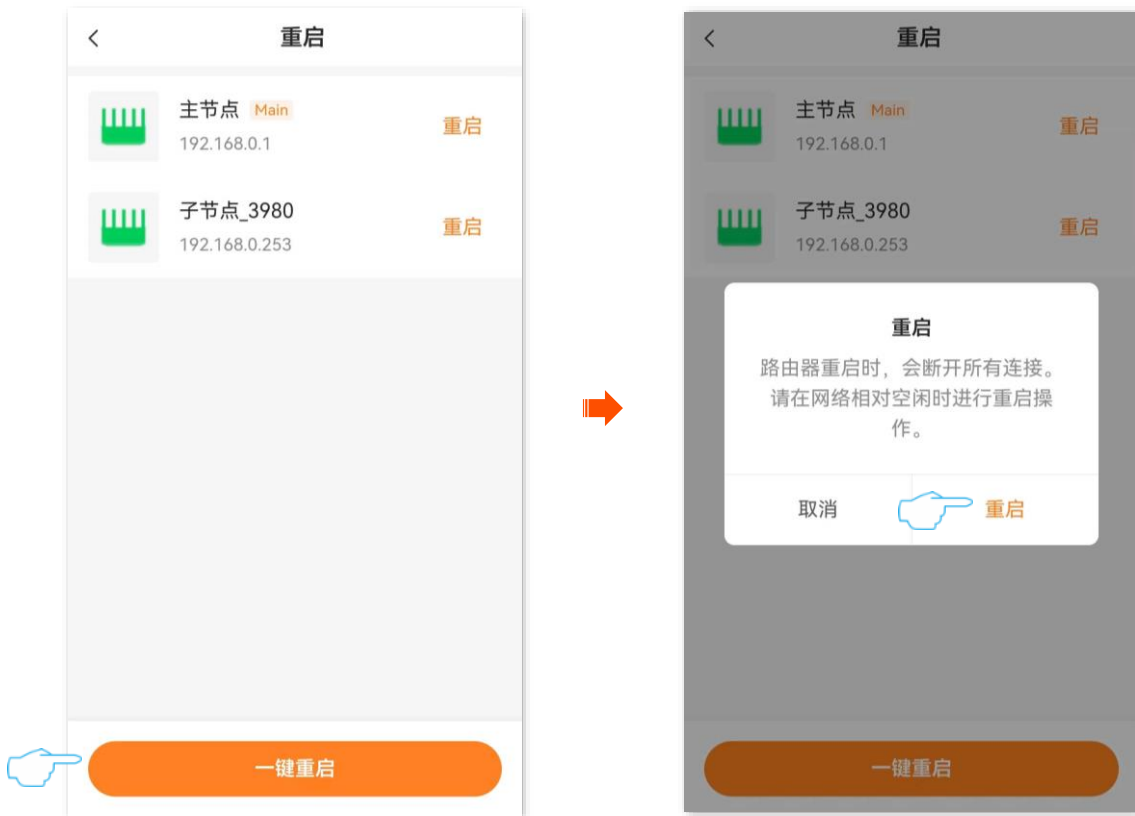 重启
主节点 Main
192.168.0.1
重启
子节点_3980
192.168.0.253
重启
一键重启
重启
主节点 Main
192.168.0.1
重启
子节点_3980
192.168.0.253
重启
重启
路由器重启时，会断开所有连接。
请在网络相对空闲时进行重启操
作。
取消
重启
一键重启